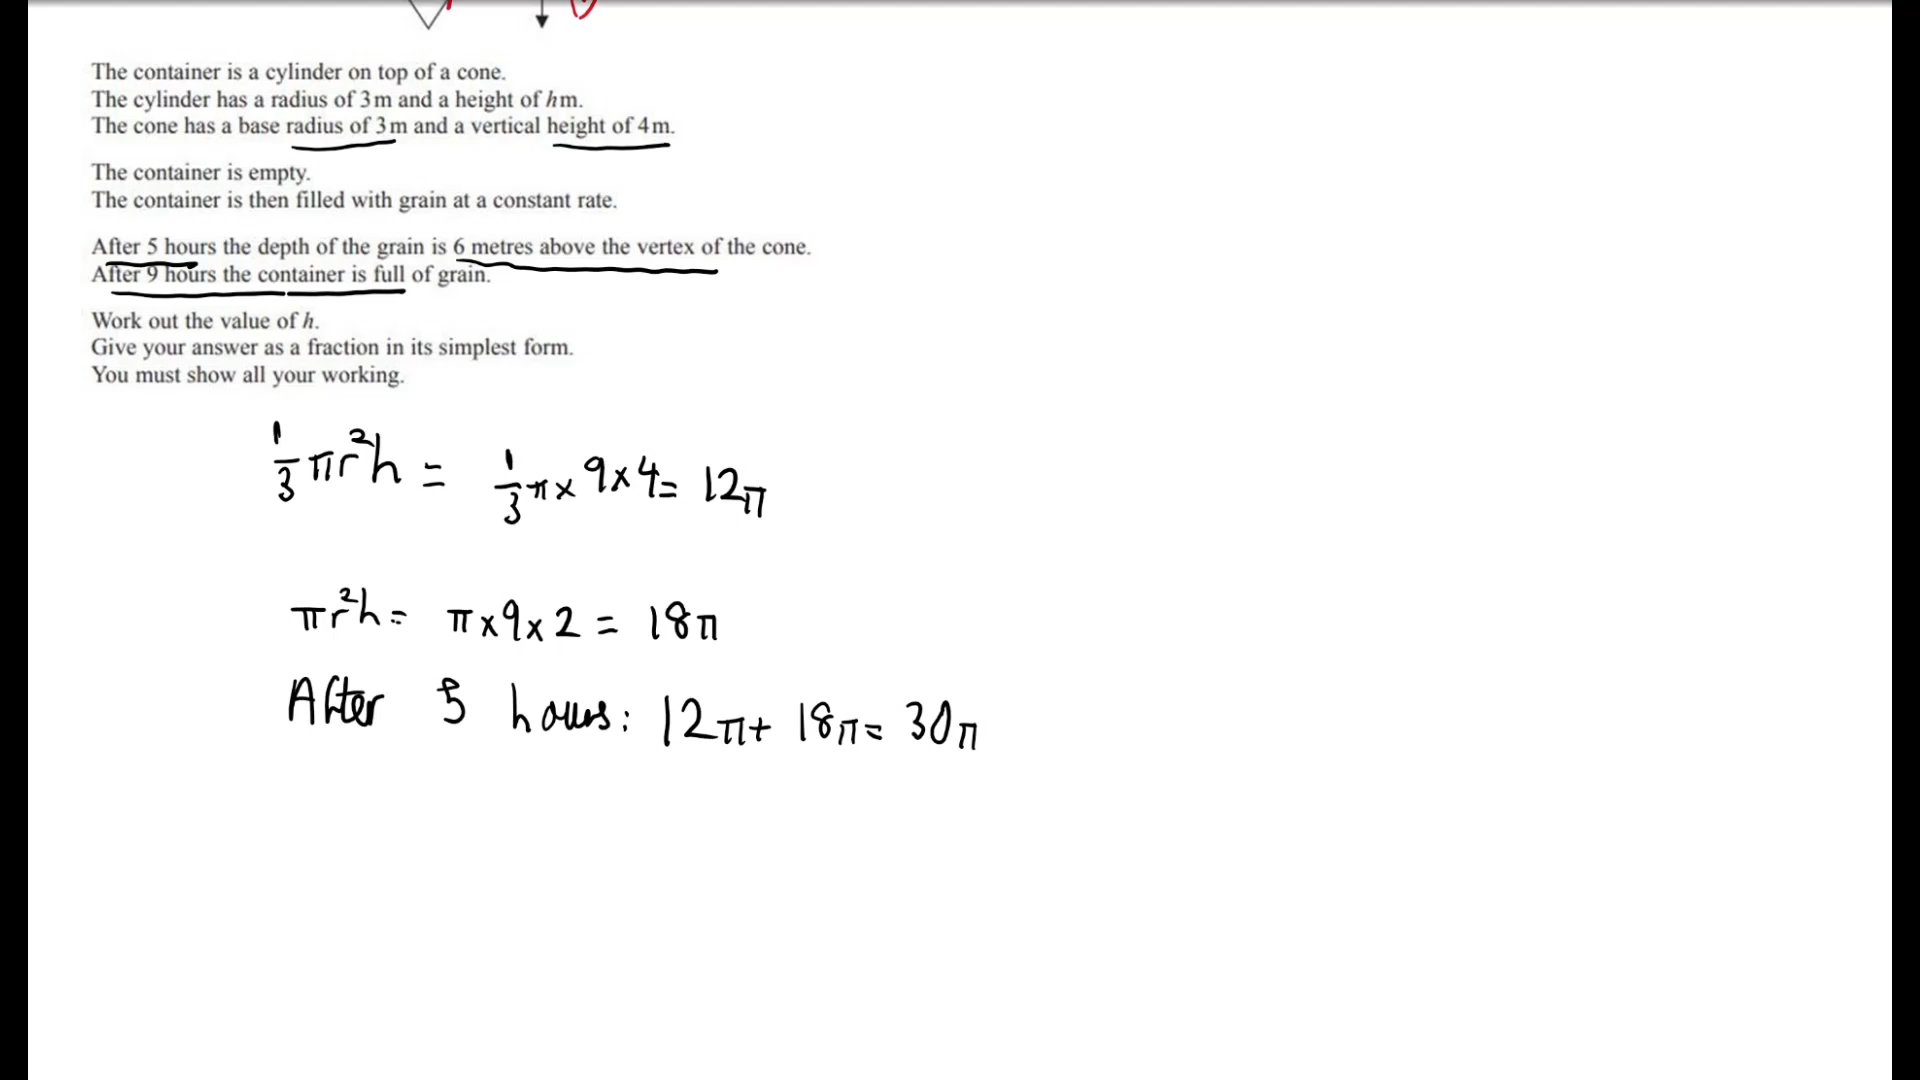 The container is a cylinder on top of a cone.
The cylinder has a radius of 3 m and a height of h m.
The cone has a base radius of 3 m and a vertical height of 4 m.
The container is empty.
The container is then filled with grain at a constant rate.
After 5 hours the depth of the grain is 6 metres above the vertex of the cone.
After 9 hours the container is full of grain.
Work out the value of h.
Give your answer as a fraction in its simplest form.
You must show all your working.
1/3 πr²h = 1/3 π × 9 × 4 = 12π
πr²h = π × 9 × 2 = 18π
After 5 hours: 12π + 18π = 30π